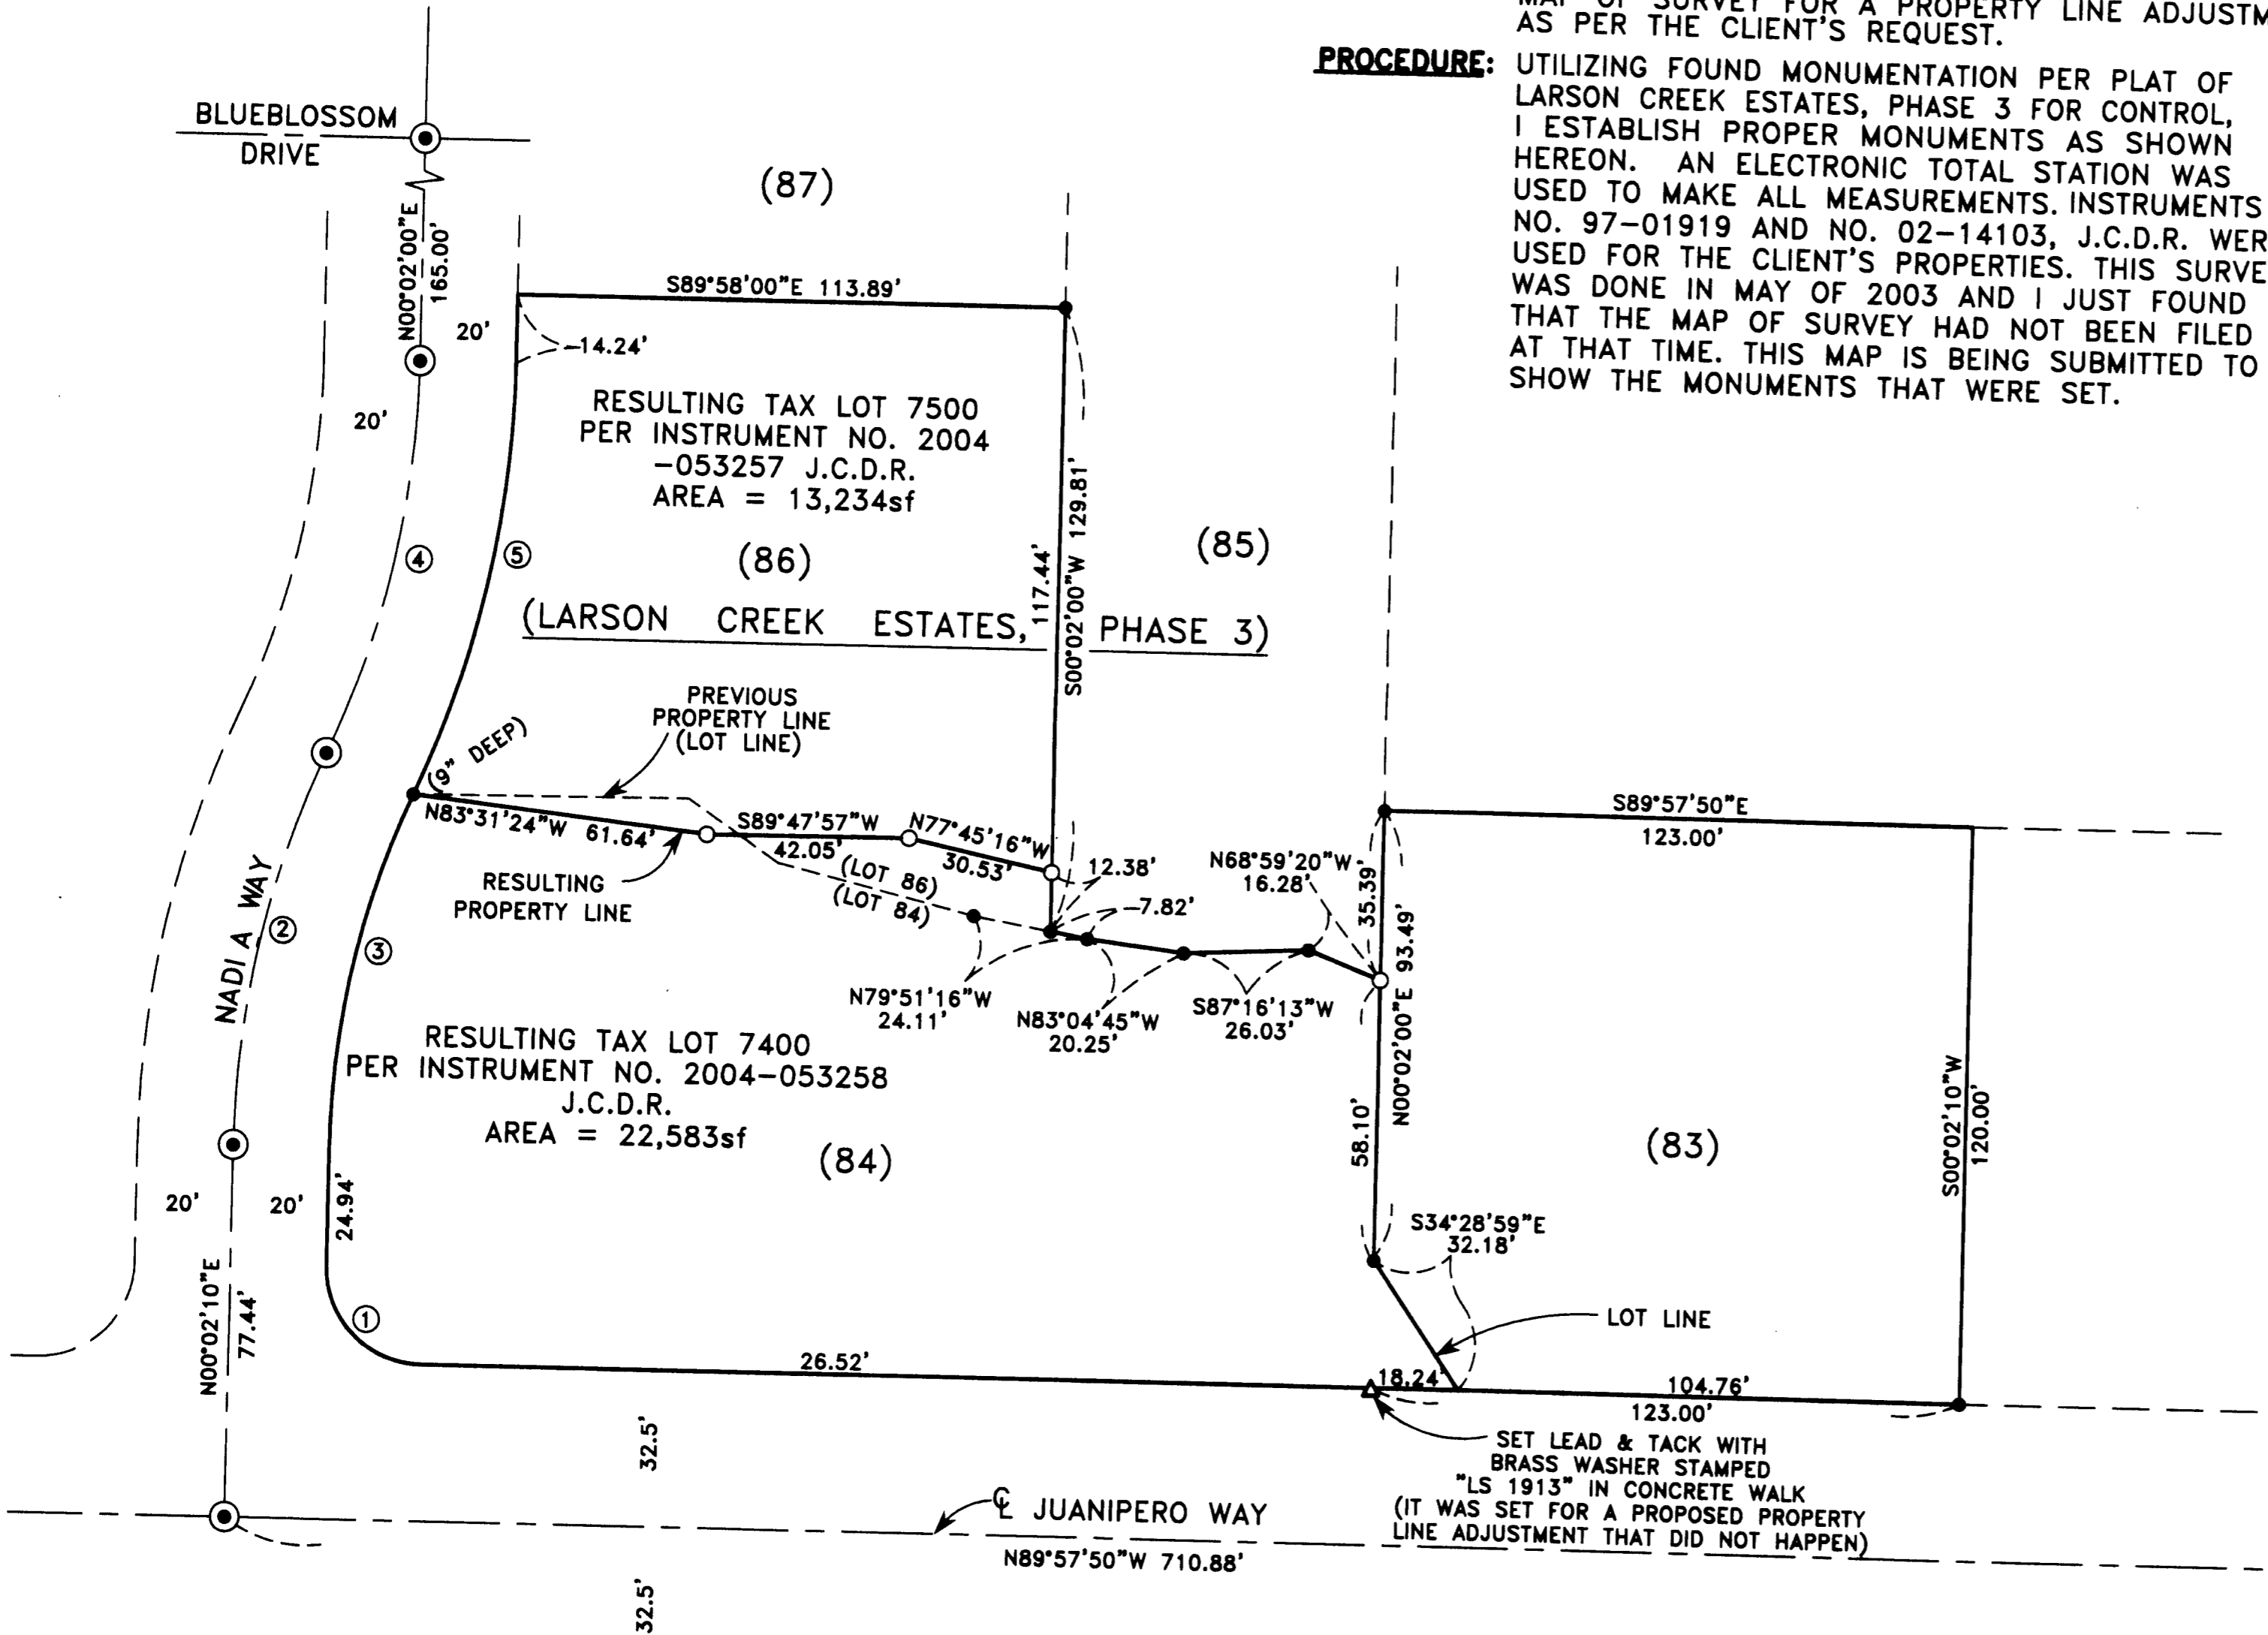 MAP OF SURVEY FOR A PROPERTY LINE ADJUSTM
AS PER THE CLIENT'S REQUEST.
PROCEDURE: UTILIZING FOUND MONUMENTATION PER PLAT OF
LARSON CREEK ESTATES, PHASE 3 FOR CONTROL,
I ESTABLISH PROPER MONUMENTS AS SHOWN
HEREON. AN ELECTRONIC TOTAL STATION WAS
USED TO MAKE ALL MEASUREMENTS. INSTRUMENTS
NO. 97-01919 AND NO. 02-14103, J.C.D.R. WER
USED FOR THE CLIENT'S PROPERTIES. THIS SURVE
WAS DONE IN MAY OF 2003 AND I JUST FOUND
THAT THE MAP OF SURVEY HAD NOT BEEN FILED
AT THAT TIME. THIS MAP IS BEING SUBMITTED TO
SHOW THE MONUMENTS THAT WERE SET.
BLUEBLOSSOM
DRIVE
(87)
N00°02'00"E
165.00'
S89°58'00"E 113.89'
20'
14.24'
20'
RESULTING TAX LOT 7500
PER INSTRUMENT NO. 2004
-053257 J.C.D.R.
AREA = 13,234sf
④
⑤
(86)
(85)
117.44'
S00°02'00"W 129.81'
(LARSON CREEK ESTATES, PHASE 3)
PREVIOUS
PROPERTY LINE
(LOT LINE)
(9" DEEP)
N83°31'24"W 61.64'
S89°47'57"W
42.05'
N77°45'16"W
30.53'
12.38'
N68°59'20"W
16.28'
35.39'
S89°57'50"E
123.00'
(LOT 86)
(LOT 84)
RESULTING
PROPERTY LINE
7.82'
N00°02'00"E 93.49'
NADIA WAY
②
③
N79°51'16"W
24.11'
N83°04'45"W
20.25'
S87°16'13"W
26.03'
RESULTING TAX LOT 7400
PER INSTRUMENT NO. 2004-053258
J.C.D.R.
AREA = 22,583sf
(84)
58.10'
(83)
S00°02'10"W
120.00'
20'
20'
24.94'
S34°28'59"E
32.18'
N00°02'10"E
77.44'
①
LOT LINE
26.52'
18.24'
104.76'
123.00'
32.5'
SET LEAD & TACK WITH
BRASS WASHER STAMPED
"LS 1913" IN CONCRETE WALK
(IT WAS SET FOR A PROPOSED PROPERTY
LINE ADJUSTMENT THAT DID NOT HAPPEN)
℄ JUANIPERO WAY
N89°57'50"W 710.88'
32.5'